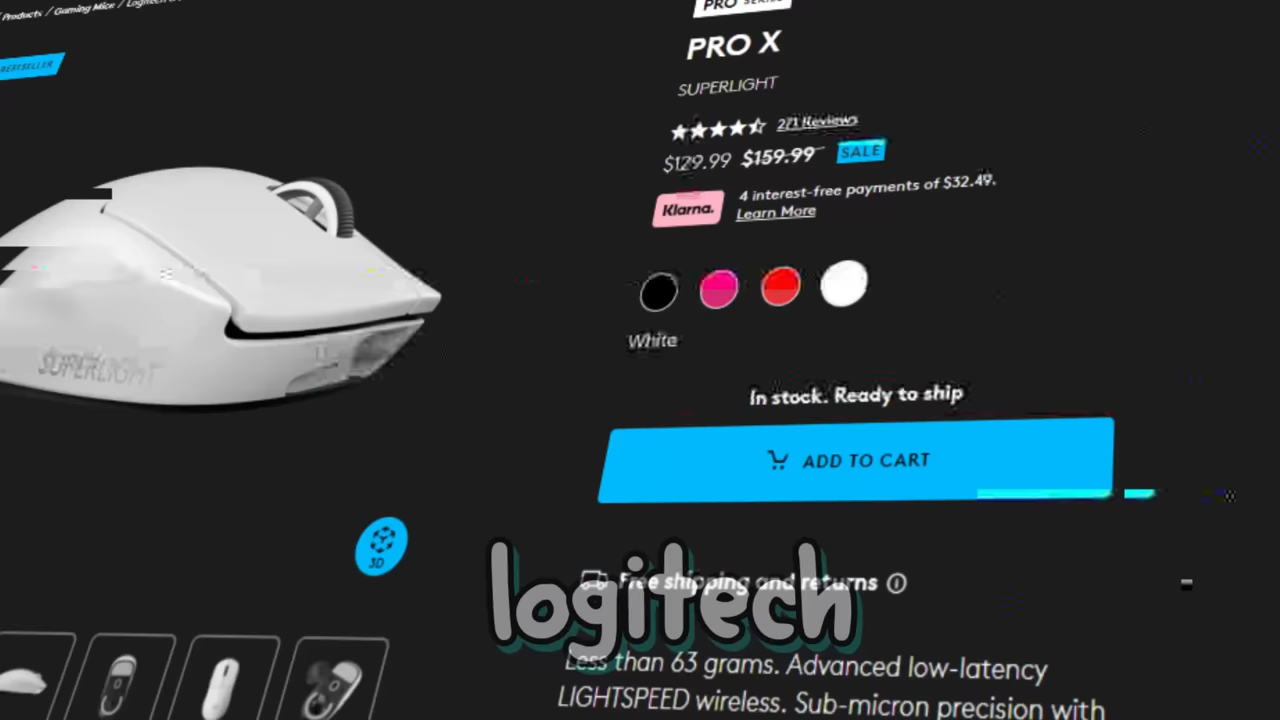 / Products / Gaming Mice / Logitech
BESTSELLER
PRO SERIES
PRO X
SUPERLIGHT
271 Reviews
$129.99 $159.99 SALE
Klarna. 4 interest-free payments of $32.49.
Learn More
SUPERLIGHT
White
In stock. Ready to ship
ADD TO CART
3D
Free shipping and returns
logitech
Less than 63 grams. Advanced low-latency
LIGHTSPEED wireless. Sub-micron precision with